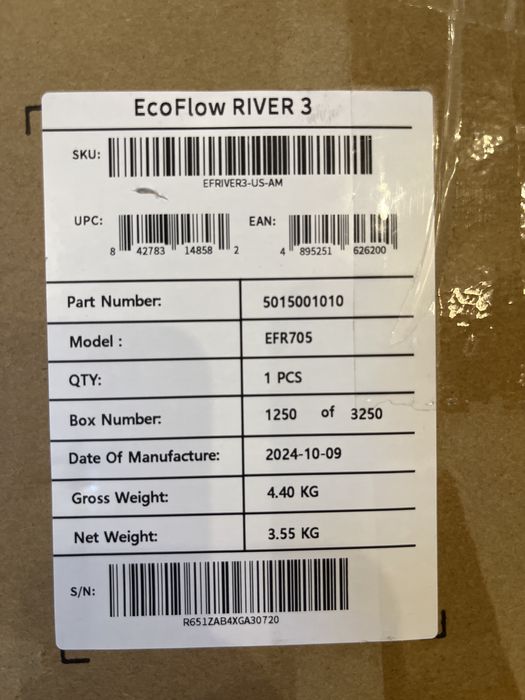 EcoFlow RIVER 3
SKU:
EFRIVER3-US-AM
UPC: 8 42783 14858 2 EAN: 4 895251 626200
Part Number: 5015001010
Model : EFR705
QTY: 1 PCS
Box Number: 1250 of 3250
Date Of Manufacture: 2024-10-09
Gross Weight: 4.40 KG
Net Weight: 3.55 KG
S/N:
R651ZAB4XGA30720